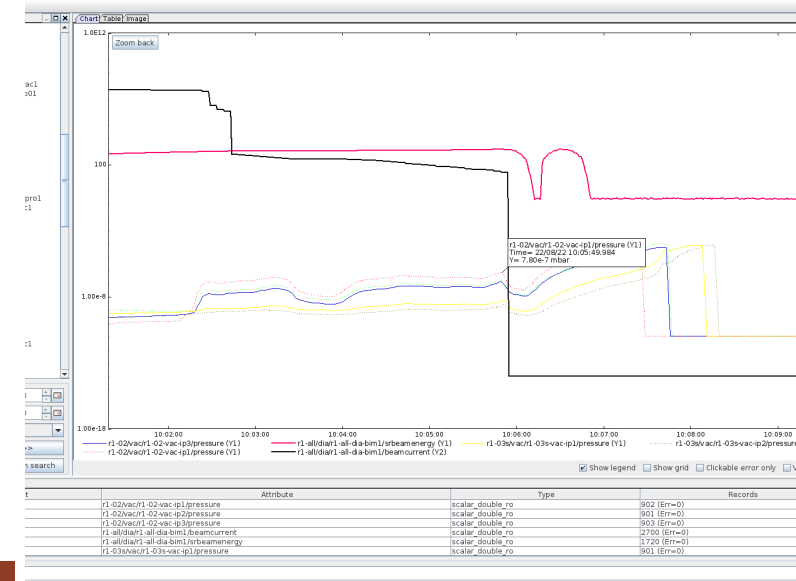 Chart Table Image
1.0E12
Zoom back
100
1.00e-8
1.00e-18
r1-02/vac/r1-02-vac-ip1/pressure (Y1)
Time= 22/08/22 10:05:49.984
Y= 7.80e-7 mbar
10:02:00 10:03:00 10:04:00 10:05:00 10:06:00 10:07:00 10:08:00 10:09:00
r1-02/vac/r1-02-vac-ip3/pressure (Y1) r1-all/dia/r1-all-dia-bim1/srbeamenergy (Y1) r1-03s/vac/r1-03s-vac-ip1/pressure (Y1) r1-03s/vac/r1-03s-vac-ip2/pressure
r1-02/vac/r1-02-vac-ip1/pressure (Y1) r1-all/dia/r1-all-dia-bim1/beamcurrent (Y2)
Show legend Show grid Clickable error only
search
Attribute Type Records
r1-02/vac/r1-02-vac-ip1/pressure scalar_double_ro 902 (Err=0)
r1-02/vac/r1-02-vac-ip2/pressure scalar_double_ro 901 (Err=0)
r1-02/vac/r1-02-vac-ip3/pressure scalar_double_ro 903 (Err=0)
r1-all/dia/r1-all-dia-bim1/beamcurrent scalar_double_ro 2700 (Err=0)
r1-all/dia/r1-all-dia-bim1/srbeamenergy scalar_double_ro 1720 (Err=0)
r1-03s/vac/r1-03s-vac-ip1/pressure scalar_double_ro 901 (Err=0)